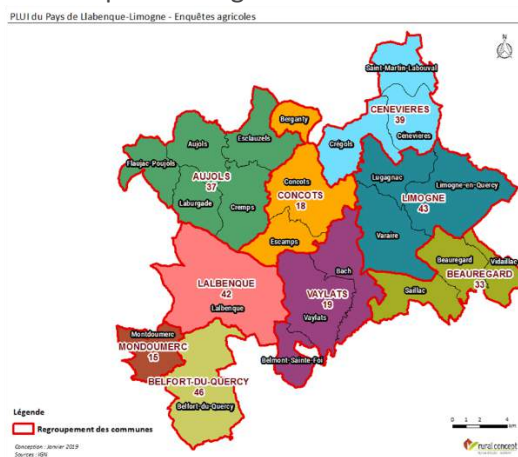 PLUI du Pays de Llabenque-Limogne - Enquêtes agricoles
N
Saint-Martin-Labouval
CENEVIERES
39
Cenevieres
Crégols
Berganty
Esclauzels
Aujols
Flaujac-Poujols
AUJOLS
37
Laburgade
Cremps
Concots
CONCOTS
18
Escamps
Lugagnac
Limogne-en-Quercy
LIMOGNE
43
Varaire
Beauregard
Vidaillac
BEAUREGARD
33
Saillac
Bach
VAYLATS
19
Vaylats
Belmont-Sainte-Foi
LALBENQUE
42
Lalbenque
Montdoumerc
MONDOUMERC
15
BELFORT-DU-QUERCY
46
Belfort-du-Quercy
Légende
Regroupement des communes
Conception : Janvier 2019
Sources : IGN
0 2 4
km
rural concept